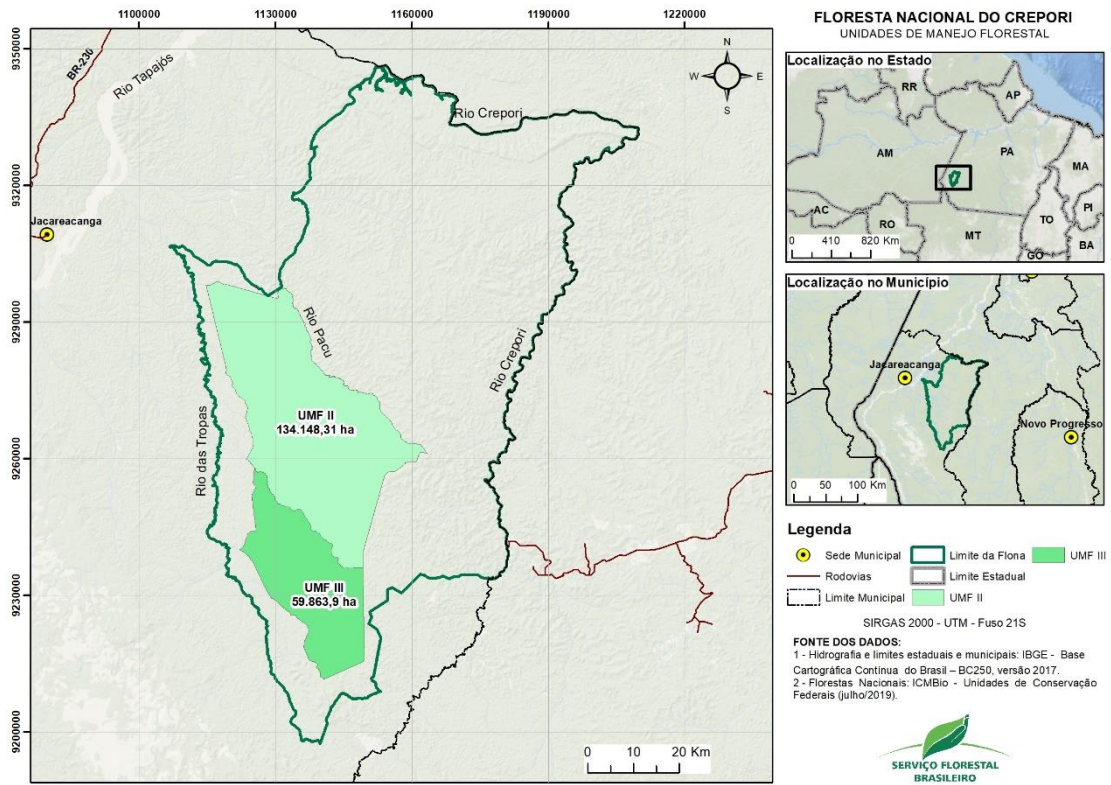 1100000 1130000 1160000 1190000 1220000
9350000
9320000
9290000
9260000
9230000
9200000
BR-230
Rio Tapajós
Rio Crepori
N
W E
S
Jacareacanga
Rio Pacu
Rio Crepori
Rio das Tropas
UMF II
134.148,31 ha
UMF III
59.863,9 ha
0 10 20 Km
FLORESTA NACIONAL DO CREPORI
UNIDADES DE MANEJO FLORESTAL
Localização no Estado
RR
AP
AM
PA
MA
AC
RO
MT
TO
PI
GO
BA
0 410 820 Km
Localização no Município
Jacareacanga
Novo Progresso
0 50 100 Km
Legenda
Sede Municipal
Limite da Flona
UMF III
Rodovias
Limite Estadual
Limite Municipal
UMF II
SIRGAS 2000 - UTM - Fuso 21S
FONTE DOS DADOS:
1 - Hidrografia e limites estaduais e municipais: IBGE - Base
Cartográfica Contínua do Brasil – BC250, versão 2017.
2 - Florestas Nacionais: ICMBio - Unidades de Conservação
Federais (julho/2019).
SERVIÇO FLORESTAL
BRASILEIRO